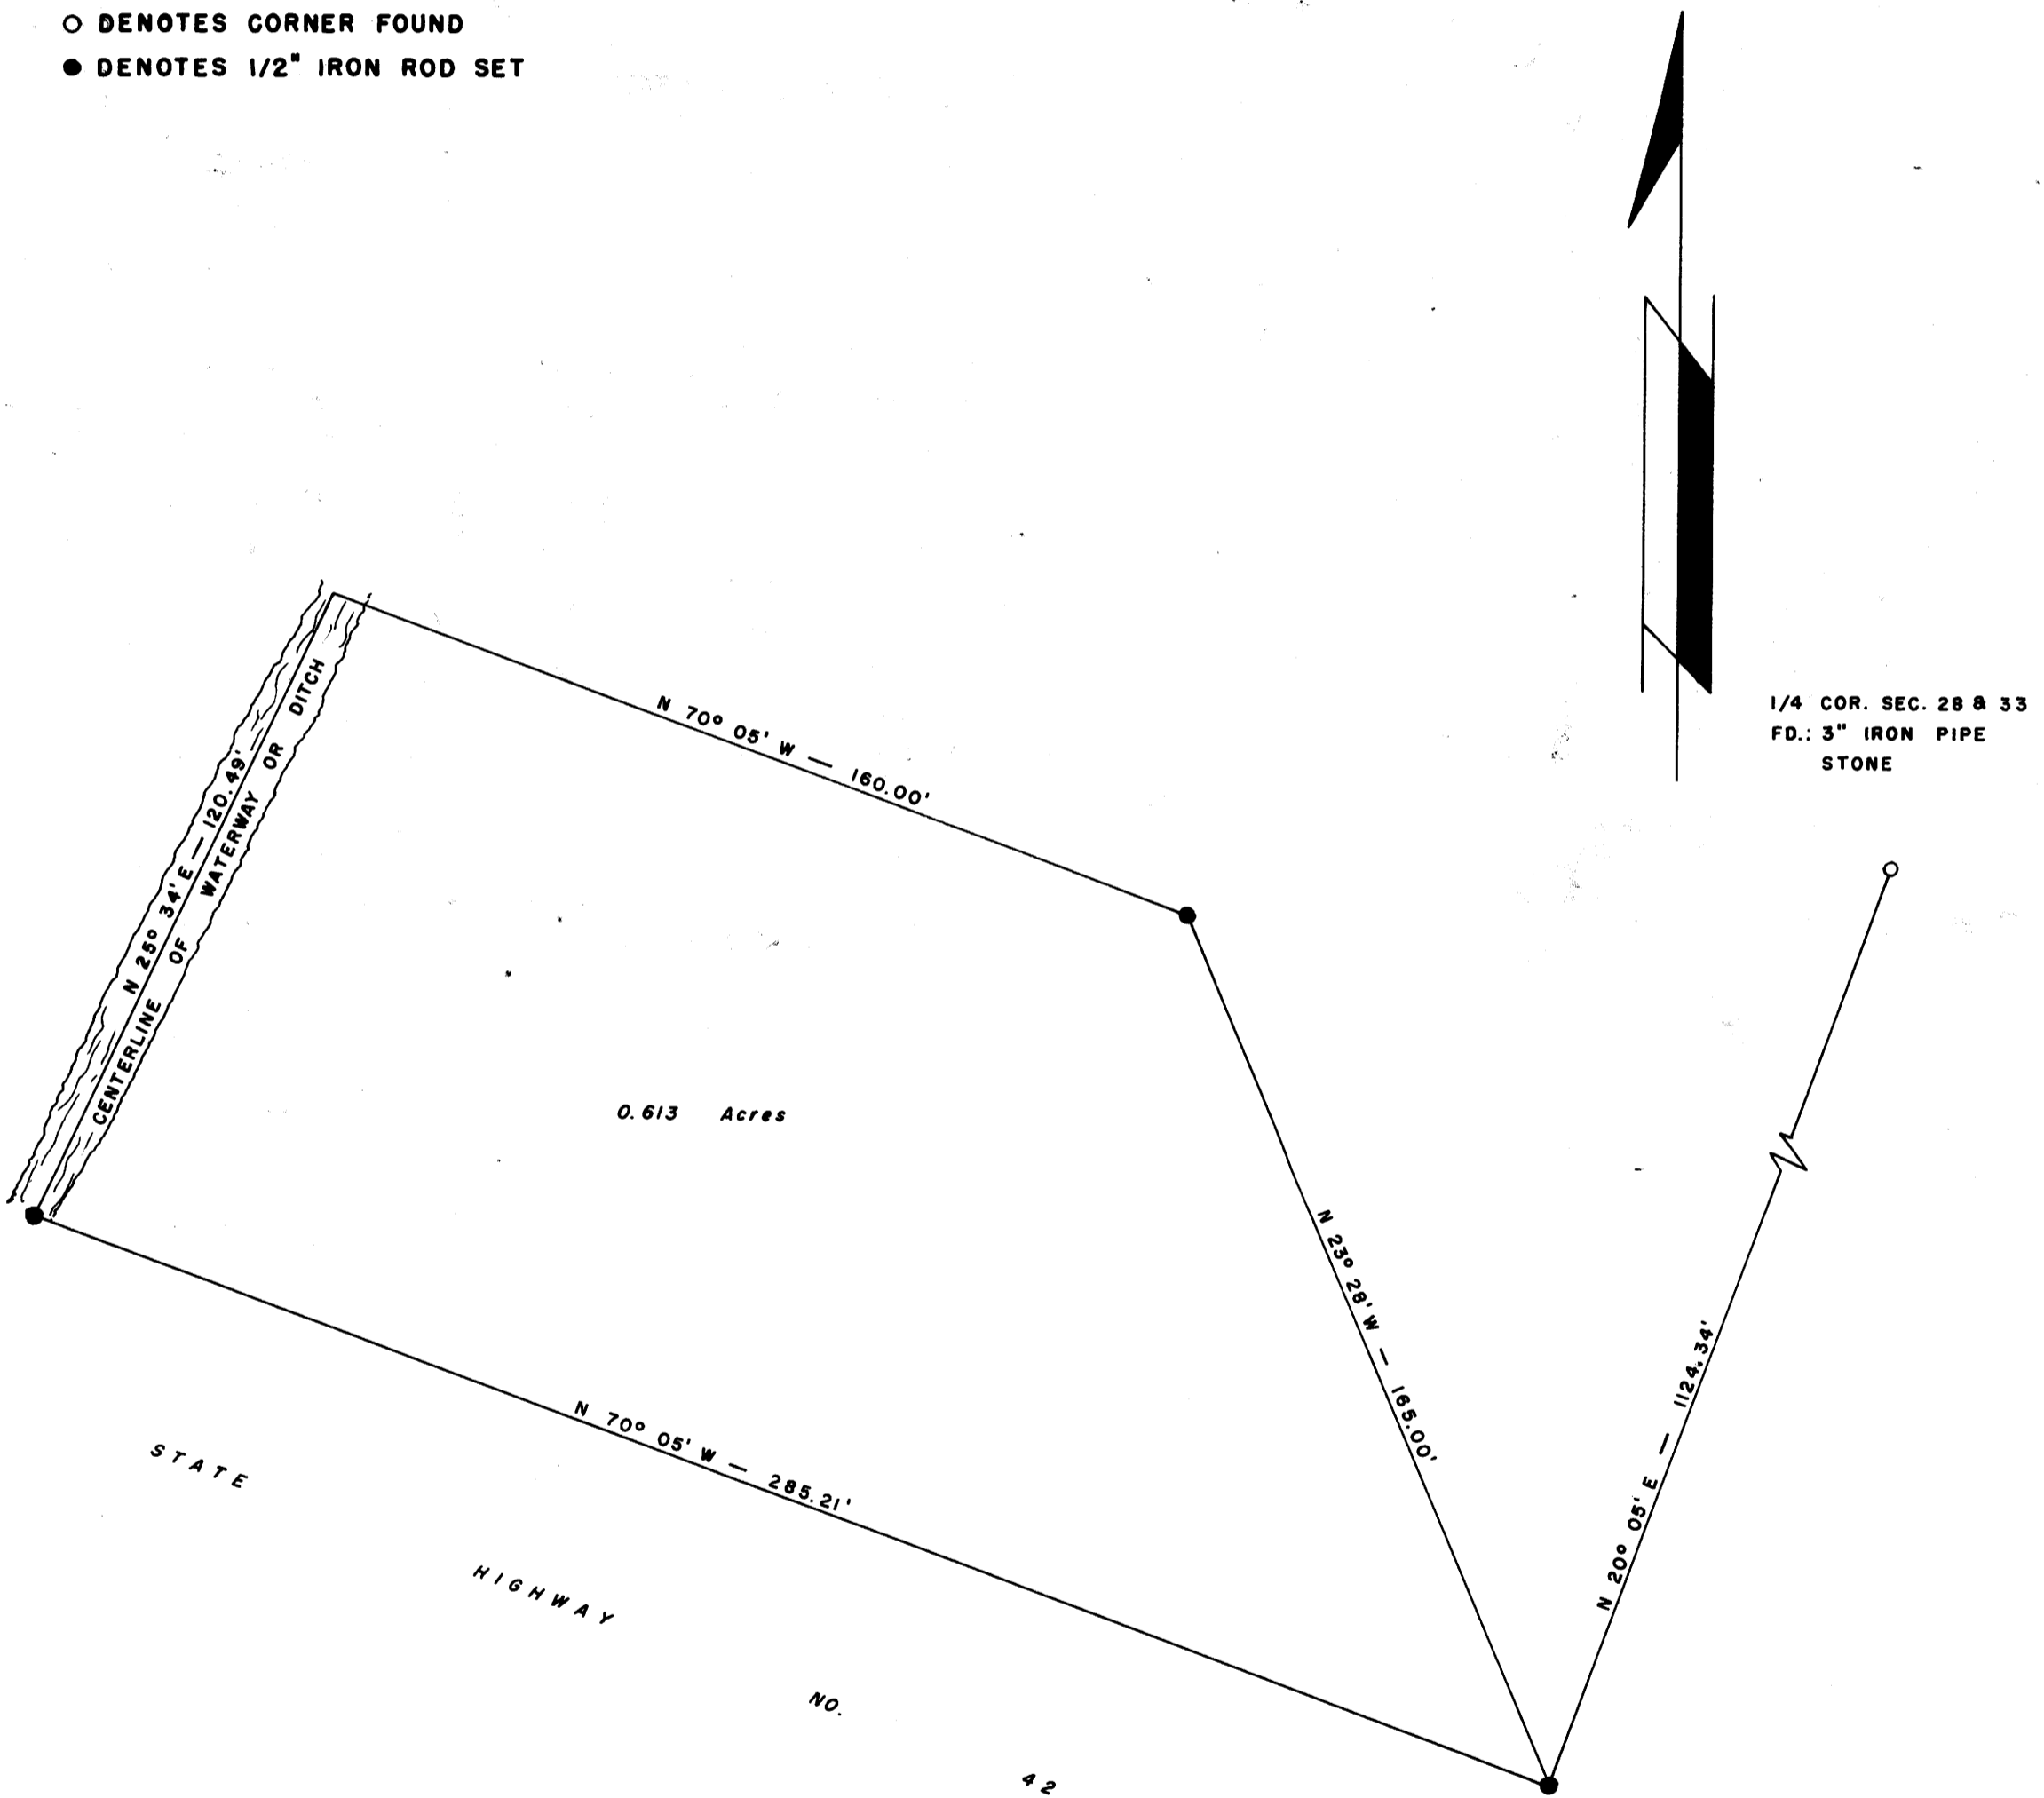 ○ DENOTES CORNER FOUND
● DENOTES 1/2" IRON ROD SET
1/4 COR. SEC. 28 & 33
FD.: 3" IRON PIPE
STONE
N 70° 05' W — 160.00'
N 25° 34' E — 120.49'
CENTERLINE OF WATERWAY OR DITCH
0.613 Acres
N 23° 28' W — 165.00'
N 20° 05' E — 1124.34'
N 70° 05' W — 285.21'
STATE HIGHWAY NO. 42